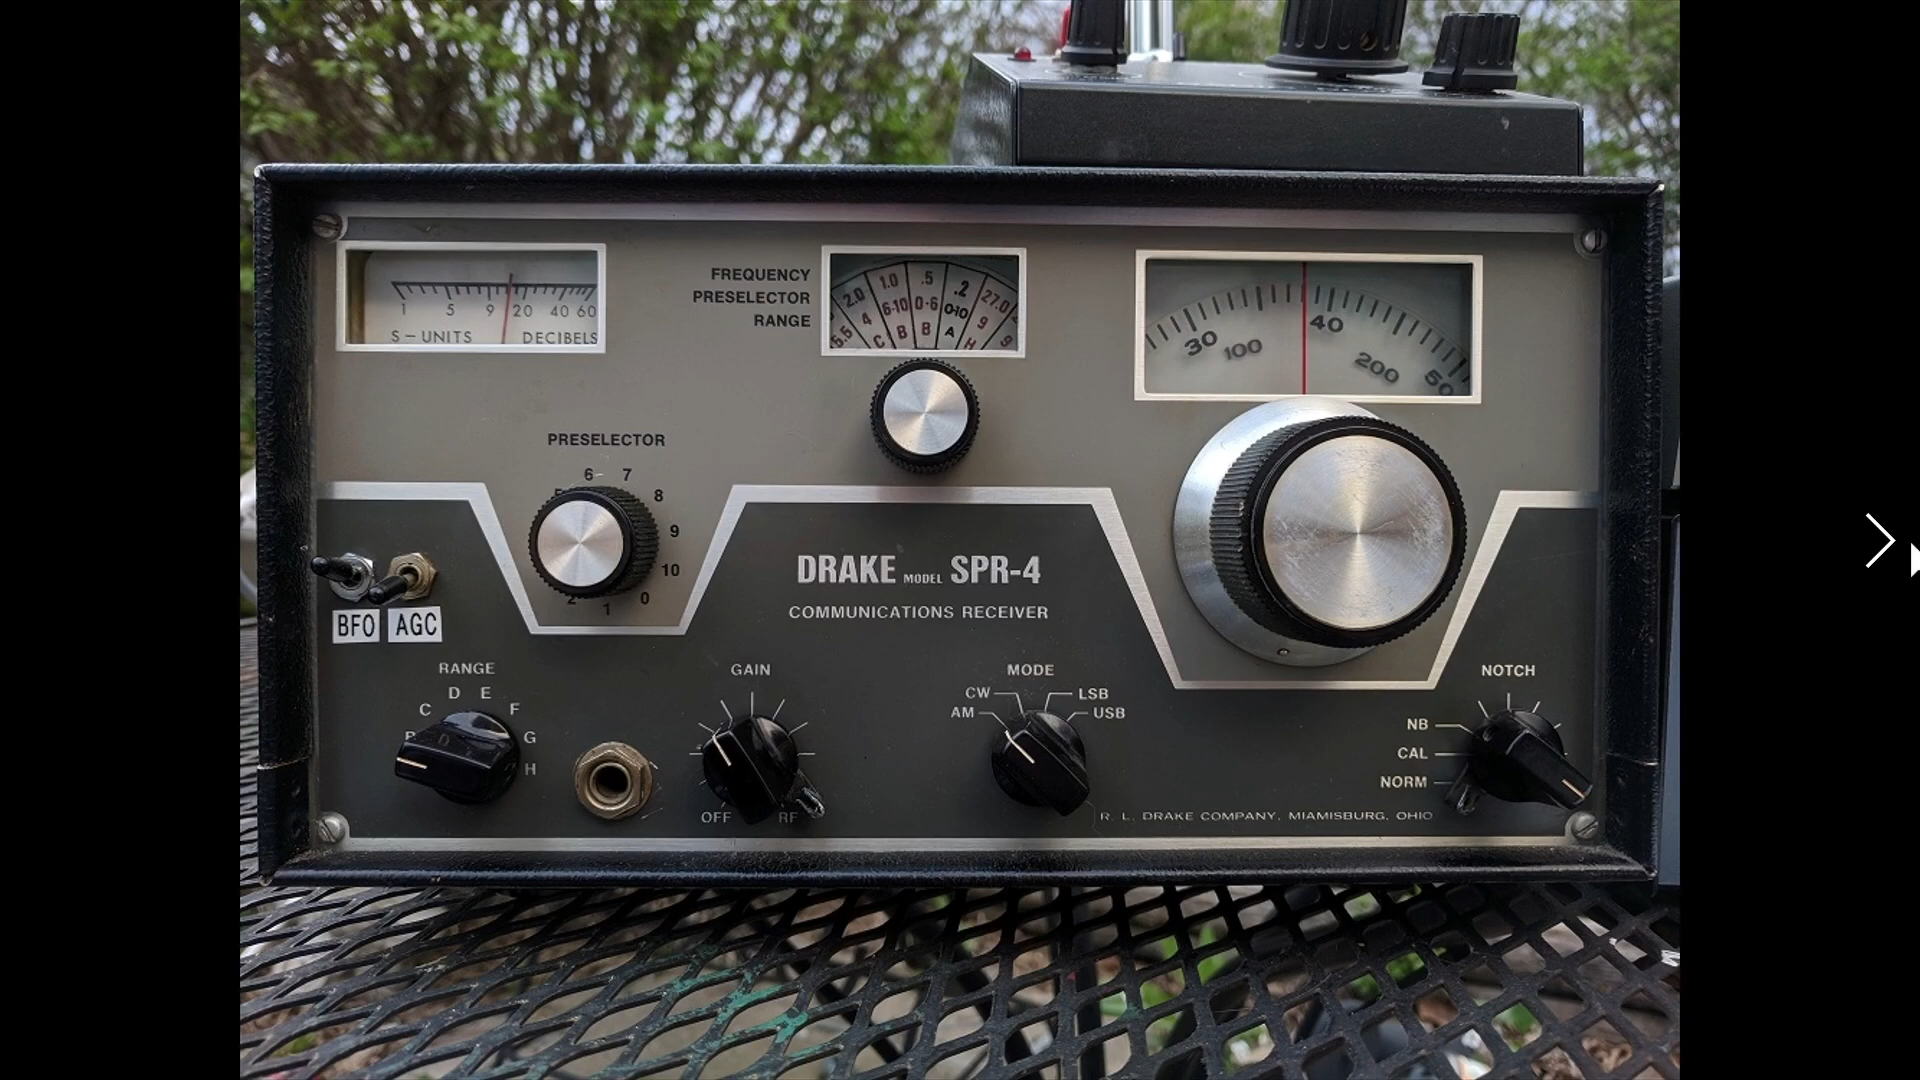 1 5 9 20 40 60
S-UNITS DECIBELS
FREQUENCY
PRESELECTOR
RANGE
2.0 1.0 .5 .2 27.0
4 6-10 0-6 0-10 9
C B B A H
30 40 50
100 200
PRESELECTOR
6 7
8
9
10
0
1
2
BFO AGC
DRAKE MODEL SPR-4
COMMUNICATIONS RECEIVER
RANGE
D E
C F
G
H
GAIN
OFF RF
MODE
CW LSB
AM USB
NOTCH
NB
CAL
NORM
R. L. DRAKE COMPANY, MIAMISBURG, OHIO